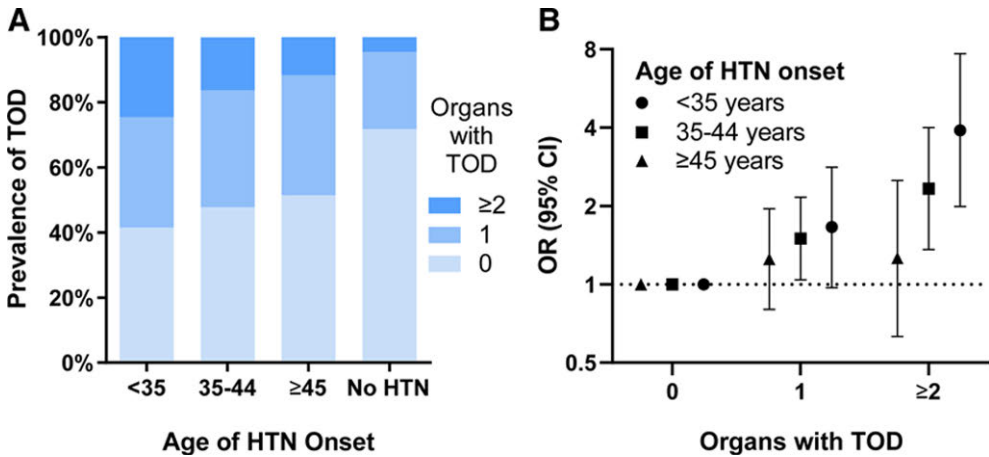 A
100%
80%
60%
40%
20%
0%
Prevalence of TOD
<35
35-44
≥45
No HTN
Age of HTN Onset
Organs
with
TOD
≥2
1
0
B
8
4
2
1
0.5
OR (95% CI)
Age of HTN onset
<35 years
35-44 years
≥45 years
0
1
≥2
Organs with TOD